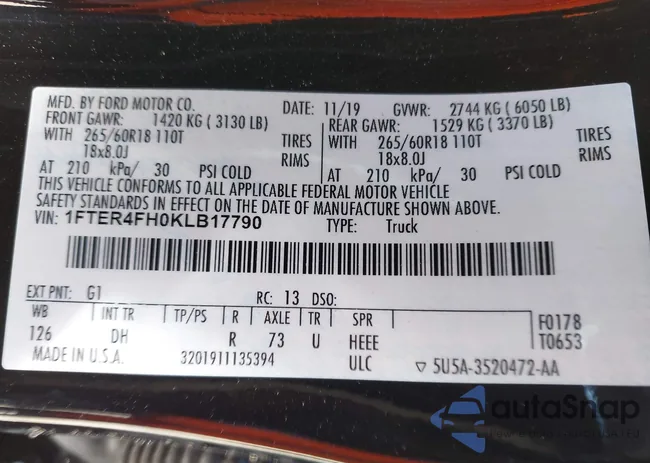 MFD. BY FORD MOTOR CO. DATE: 11/19 GVWR: 2744 KG ( 6050 LB)
FRONT GAWR: 1420 KG ( 3130 LB) REAR GAWR: 1529 KG ( 3370 LB)
WITH 265/60R18 110T TIRES WITH 265/60R18 110T TIRES
18x8.0J RIMS 18x8.0J RIMS
AT 210 kPa/ 30 PSI COLD AT 210 kPa/ 30 PSI COLD
THIS VEHICLE CONFORMS TO ALL APPLICABLE FEDERAL MOTOR VEHICLE
SAFETY STANDARDS IN EFFECT ON THE DATE OF MANUFACTURE SHOWN ABOVE.
VIN: 1FTER4FH0KLB17790 TYPE: Truck
EXT PNT: G1 RC: 13 DSO:
WB INT TR TP/PS R AXLE TR SPR F0178
126 DH R 73 U HEEE T0653
MADE IN U.S.A. 3201911135394 ULC ▽ 5U5A-3520472-AA
autoSnap